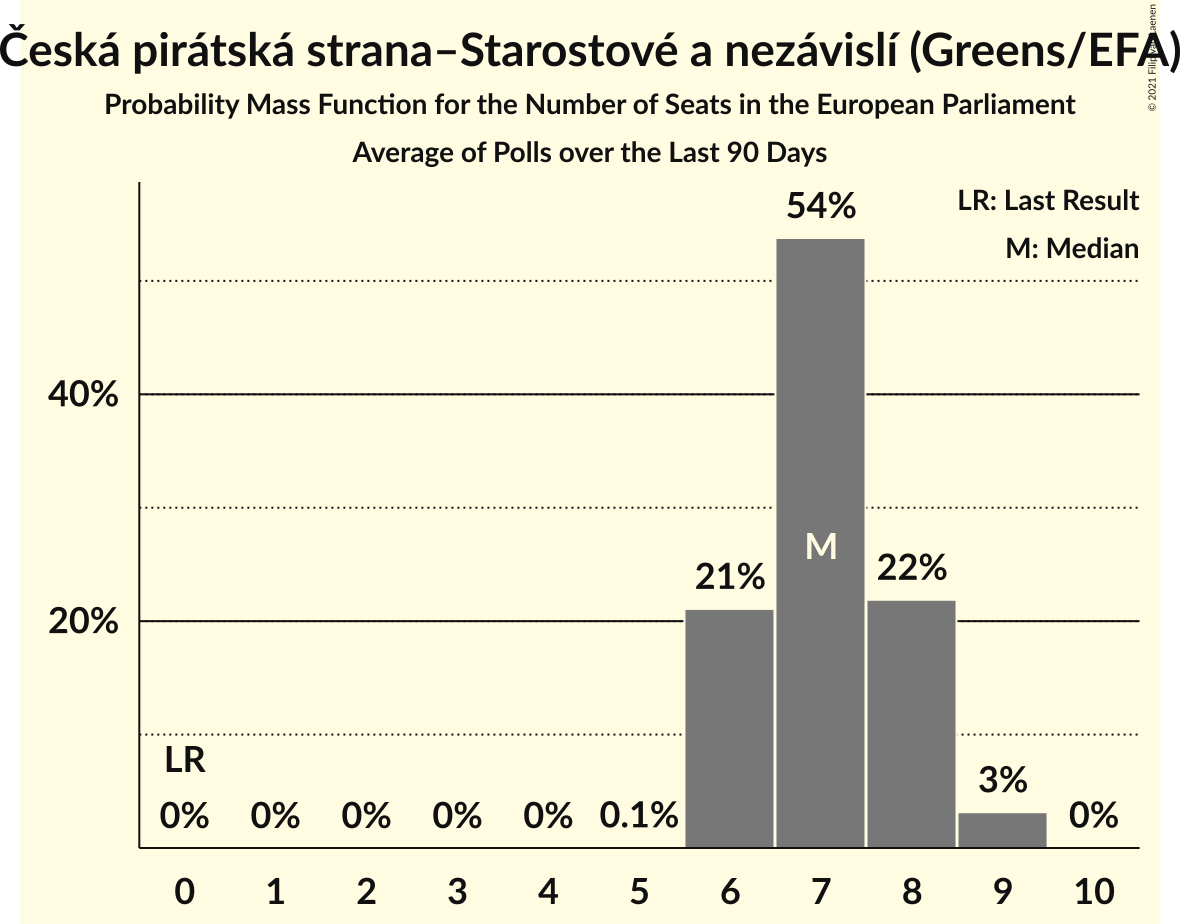 Česká pirátská strana–Starostové a nezávislí (Greens/EFA)
Probability Mass Function for the Number of Seats in the European Parliament
Average of Polls over the Last 90 Days
© 2021 Filip
LR: Last Result
M: Median
54%
40%
M
21%
22%
20%
LR
3%
0% 0% 0% 0% 0% 0.1% 0%
0 1 2 3 4 5 6 7 8 9 10